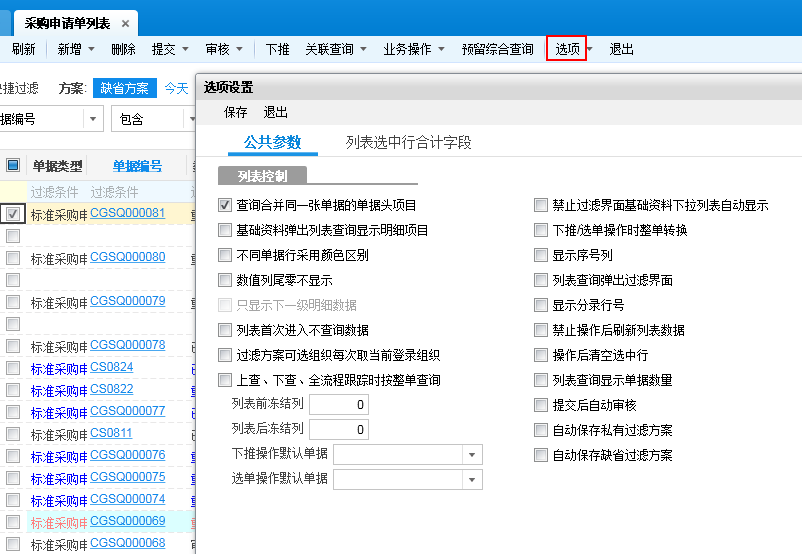 采购申请单列表 ×
刷新 新增 删除 提交 审核 下推 关联查询 业务操作 预留综合查询 选项 退出
捷过滤 方案: 缺省方案 今天
据编号 包含
选项设置
保存 退出
公共参数 列表选中行合计字段
列表控制
查询合并同一张单据的单据头项目
基础资料弹出列表查询显示明细项目
不同单据行采用颜色区别
数值列尾零不显示
只显示下一级明细数据
列表首次进入不查询数据
过滤方案可选组织每次取当前登录组织
上查、下查、全流程跟踪时按整单查询
列表前冻结列 0
列表后冻结列 0
下推操作默认单据
选单操作默认单据
禁止过滤界面基础资料下拉列表自动显示
下推/选单操作时整单转换
显示序号列
列表查询弹出过滤界面
显示分录行号
禁止操作后刷新列表数据
操作后清空选中行
列表查询显示单据数量
提交后自动审核
自动保存私有过滤方案
自动保存缺省过滤方案
单据类型 单据编号
过滤条件 过滤条件
标准采购申 CGSQ000081
标准采购申 CGSQ000080
标准采购申 CGSQ000079
标准采购申 CGSQ000078
标准采购申 CS0824
标准采购申 CS0822
标准采购申 CGSQ000077
标准采购申 CS0811
标准采购申 CGSQ000076
标准采购申 CGSQ000075
标准采购申 CGSQ000074
标准采购申 CGSQ000069
标准采购申 CGSQ000068